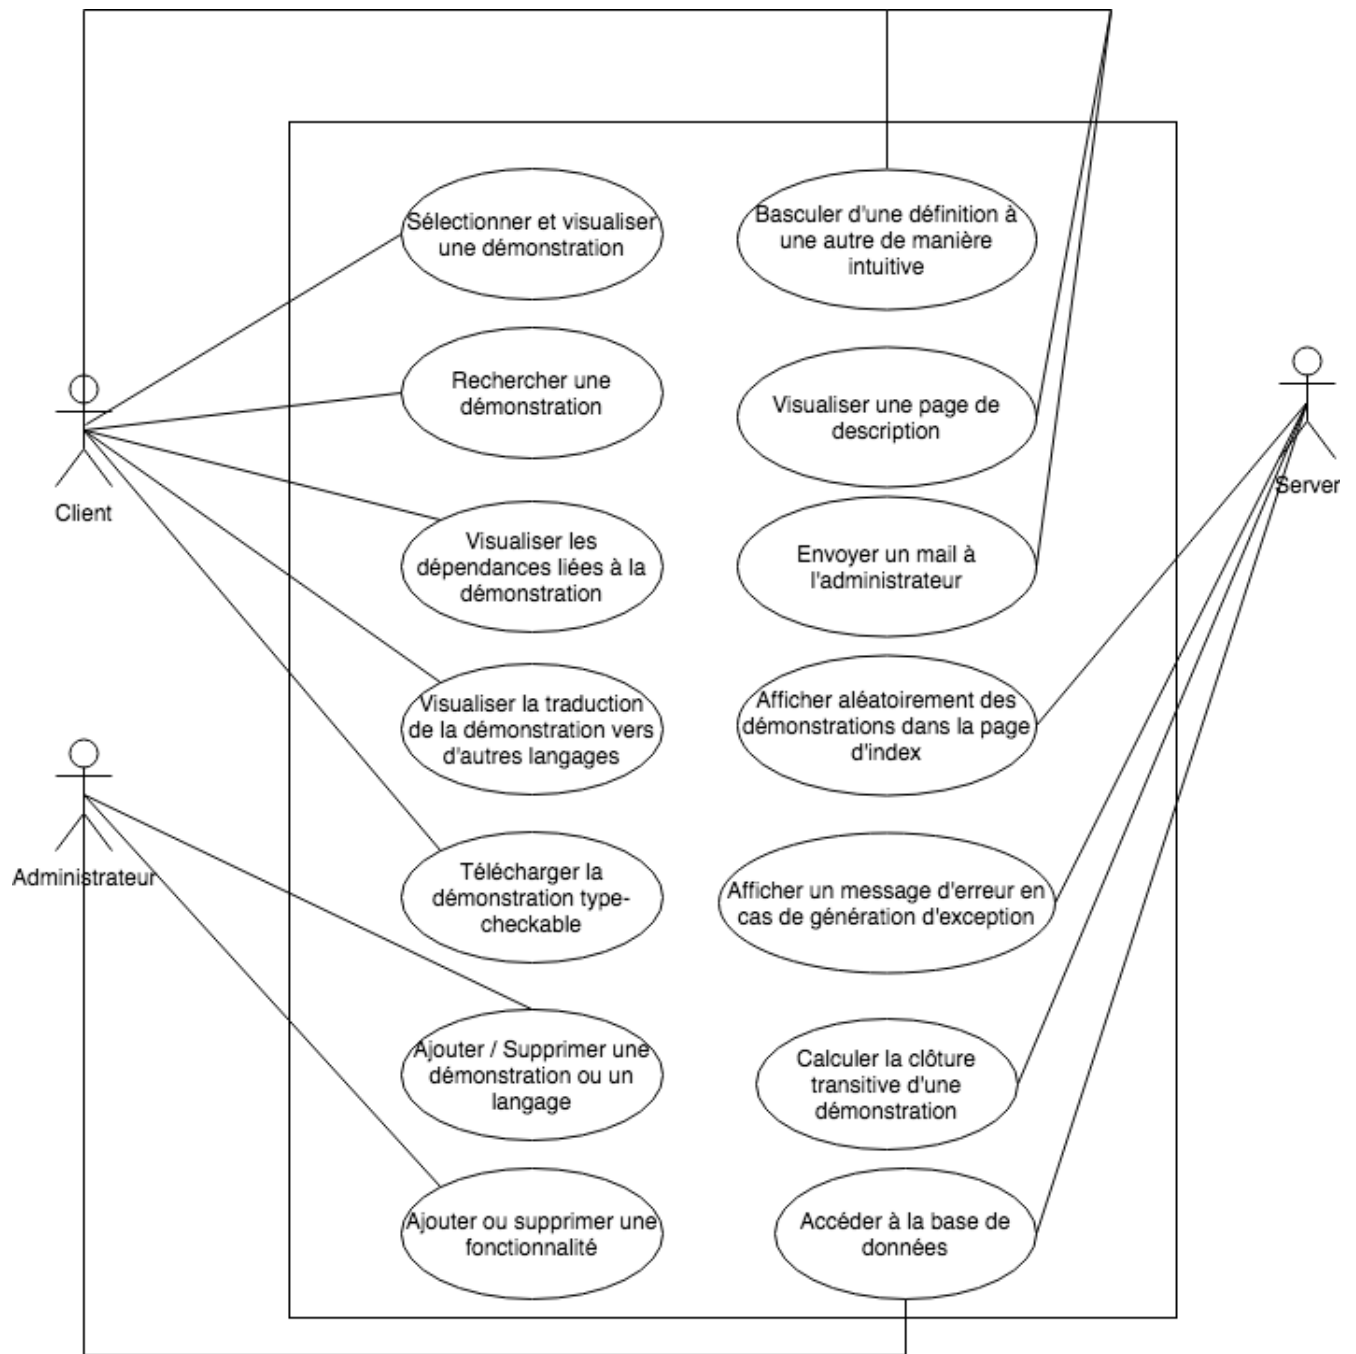 Sélectionner et visualiser
une démonstration
Basculer d'une définition à
une autre de manière
intuitive
Rechercher une
démonstration
Visualiser une page de
description
Client
Server
Visualiser les
dépendances liées à la
démonstration
Envoyer un mail à
l'administrateur
Visualiser la traduction
de la démonstration vers
d'autres langages
Afficher aléatoirement des
démonstrations dans la page
d'index
Administrateur
Télécharger la
démonstration type-
checkable
Afficher un message d'erreur en
cas de génération d'exception
Ajouter / Supprimer une
démonstration ou un
langage
Calculer la clôture
transitive d'une
démonstration
Ajouter ou supprimer une
fonctionnalité
Accéder à la base de
données